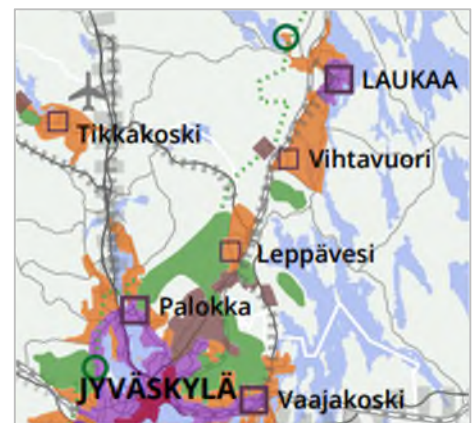 LAUKAA
Tikkakoski
Vihtavuori
Leppävesi
Palokka
JYVÄSKYLÄ
Vaajakoski